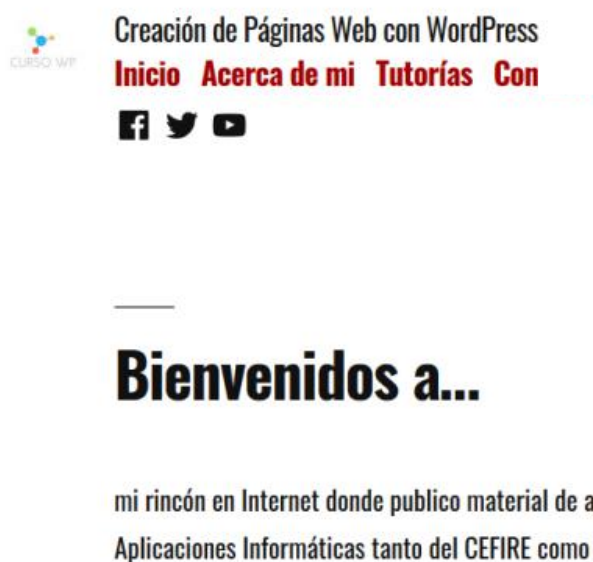 CURSO WP
Creación de Páginas Web con WordPress
Inicio Acerca de mi Tutorías Con
Bienvenidos a...
mi rincón en Internet donde publico material de a
Aplicaciones Informáticas tanto del CEFIRE como